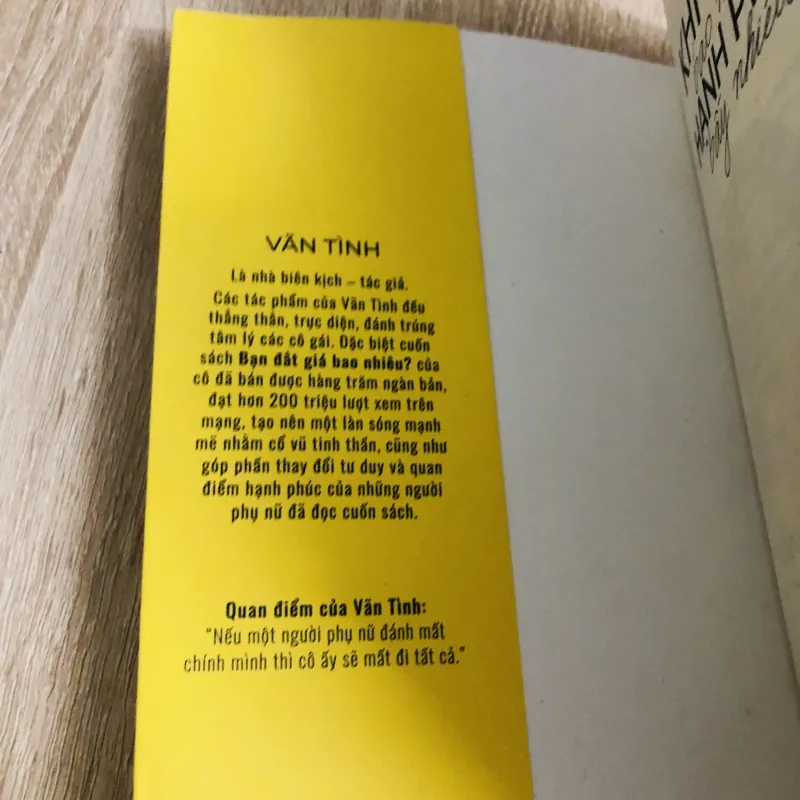 VÃN TÌNH
Là nhà biên kịch – tác giả.
Các tác phẩm của Vãn Tình đều
thẳng thắn, trực diện, đánh trúng
tâm lý các cô gái. Đặc biệt cuốn
sách Bạn đắt giá bao nhiêu? của
cô đã bán được hàng trăm ngàn bản,
đạt hơn 200 triệu lượt xem trên
mạng, tạo nên một làn sóng mạnh
mẽ nhằm cổ vũ tinh thần, cũng như
góp phần thay đổi tư duy và quan
điểm hạnh phúc của những người
phụ nữ đã đọc cuốn sách.
Quan điểm của Vãn Tình:
"Nếu một người phụ nữ đánh mất
chính mình thì cô ấy sẽ mất đi tất cả."
KHI
HẠNH P
bấy nhiêu